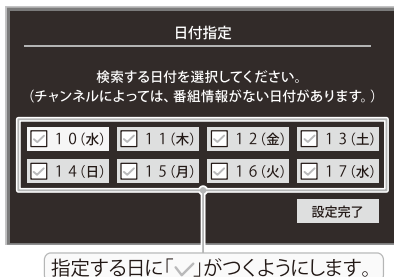 日付指定
検索する日付を選択してください。
（チャンネルによっては、番組情報がない日付があります。）
✓ １０(水) ✓ １１(木) ✓ １２(金) ✓ １３(土)
✓ １４(日) ✓ １５(月) ✓ １６(火) ✓ １７(水)
設定完了
指定する日に「✓」がつくようにします。